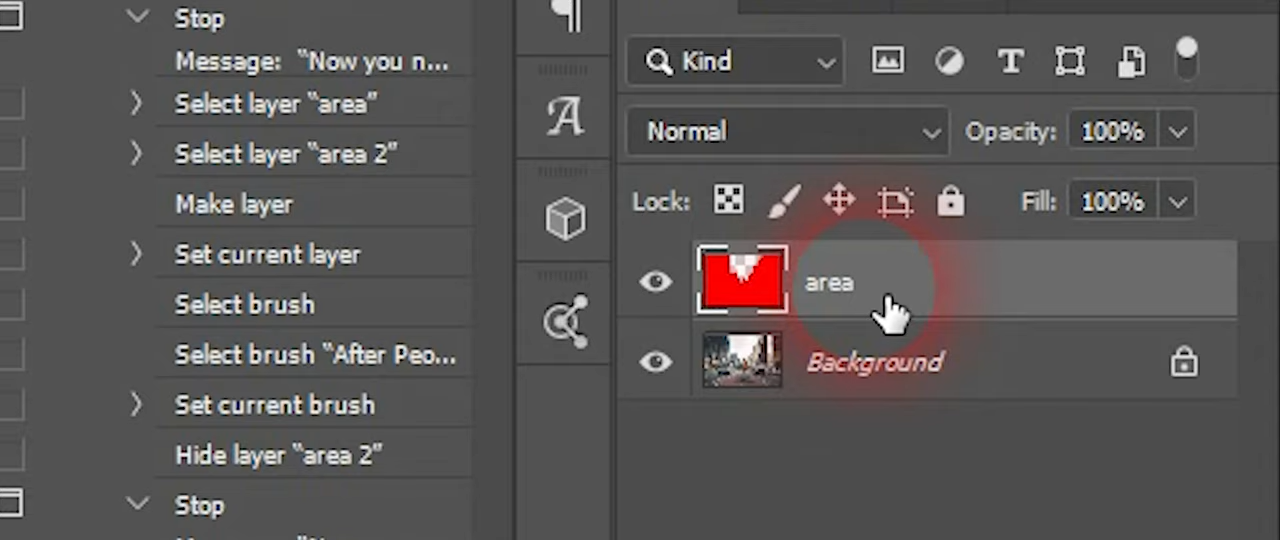 Stop
Message: "Now you n...
Select layer "area"
Select layer "area 2"
Make layer
Set current layer
Select brush
Select brush "After Peo...
Set current brush
Hide layer "area 2"
Stop
Kind
Normal
Opacity: 100%
Lock:
Fill: 100%
area
Background